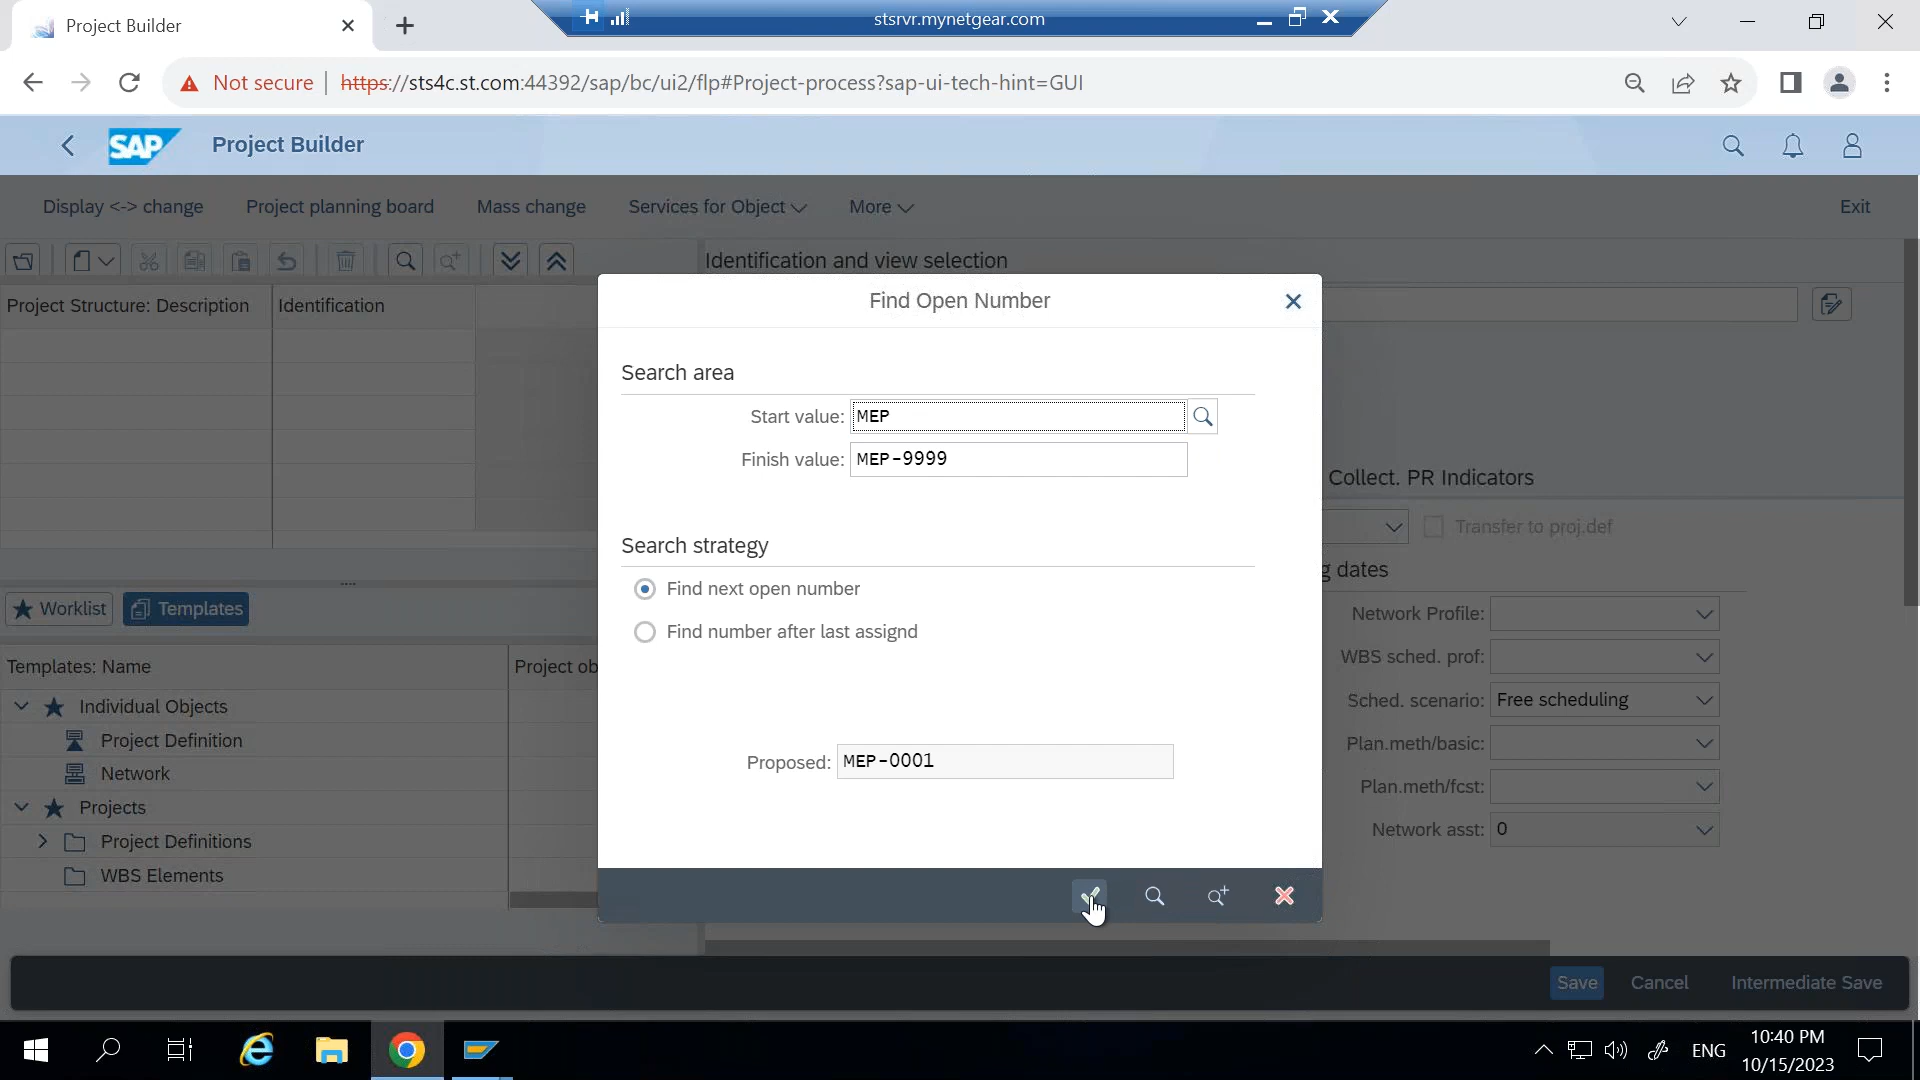 Project Builder
stsrvr.mynetgear.com
Not secure | https://sts4c.st.com:44392/sap/bc/ui2/flp#Project-process?sap-ui-tech-hint=GUI
SAP Project Builder
Display <-> change Project planning board Mass change Services for Object More Exit
Identification and view selection
Project Structure: Description Identification
Find Open Number
Search area
Start value: MEP
Finish value: MEP-9999
Search strategy
Find next open number
Find number after last assignd
Proposed: MEP-0001
Collect. PR Indicators
Transfer to proj.def
g dates
Network Profile:
WBS sched. prof:
Sched. scenario: Free scheduling
Plan.meth/basic:
Plan.meth/fcst:
Network asst: 0
Worklist Templates
Templates: Name Project ob
Individual Objects
Project Definition
Network
Projects
Project Definitions
WBS Elements
Save Cancel Intermediate Save
ENG
10:40 PM
10/15/2023